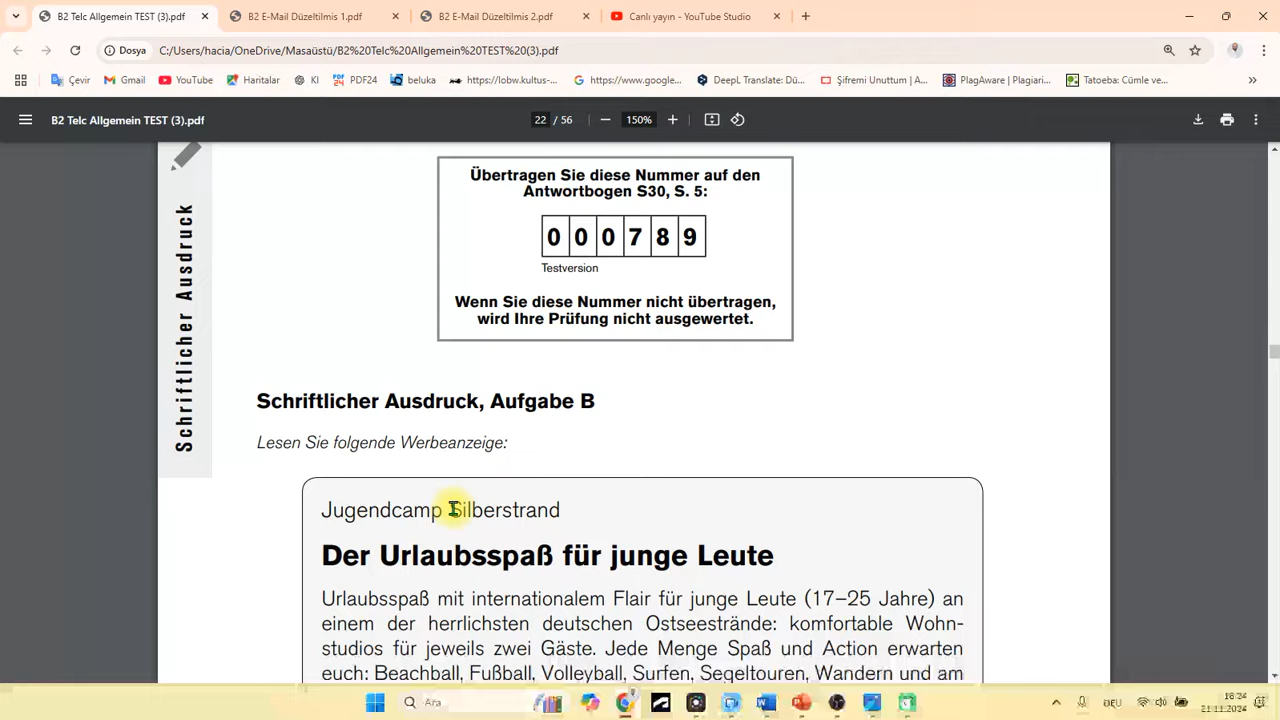 B2 Telc Allgemein TEST (3).pdf
B2 E-Mail Düzeltilmis 1.pdf
B2 E-Mail Düzeltilmis 2.pdf
Canlı yayın - YouTube Studio
Dosya
C:/Users/hacia/OneDrive/Masaüstü/B2%20Telc%20Allgemein%20TEST%20(3).pdf
Çevir
Gmail
YouTube
Haritalar
KI
PDF24
beluka
https://lobw.kultus-...
https://www.google...
DeepL Translate: Dü...
Şifremi Unuttum | A...
PlagAware | Plagiari...
Tatoeba: Cümle ve...
B2 Telc Allgemein TEST (3).pdf
22 / 56
150%
Schriftlicher Ausdruck
Übertragen Sie diese Nummer auf den
Antwortbogen S30, S. 5:
0 0 0 7 8 9
Testversion
Wenn Sie diese Nummer nicht übertragen,
wird Ihre Prüfung nicht ausgewertet.
Schriftlicher Ausdruck, Aufgabe B
Lesen Sie folgende Werbeanzeige:
Jugendcamp Silberstrand
Der Urlaubsspaß für junge Leute
Urlaubsspaß mit internationalem Flair für junge Leute (17–25 Jahre) an
einem der herrlichsten deutschen Ostseestrände: komfortable Wohn-
studios für jeweils zwei Gäste. Jede Menge Spaß und Action erwarten
euch: Beachball, Fußball, Volleyball, Surfen, Segeltouren, Wandern und am
Ara
DEU
16:24
21.11.2024